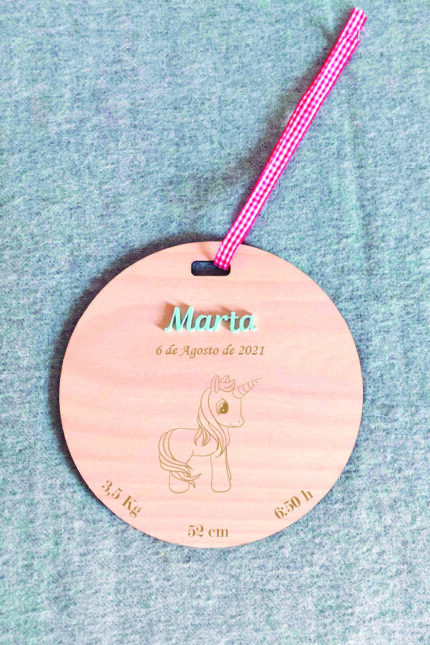 Marta
6 de Agosto de 2021
3,5 Kg
52 cm
6:50 h